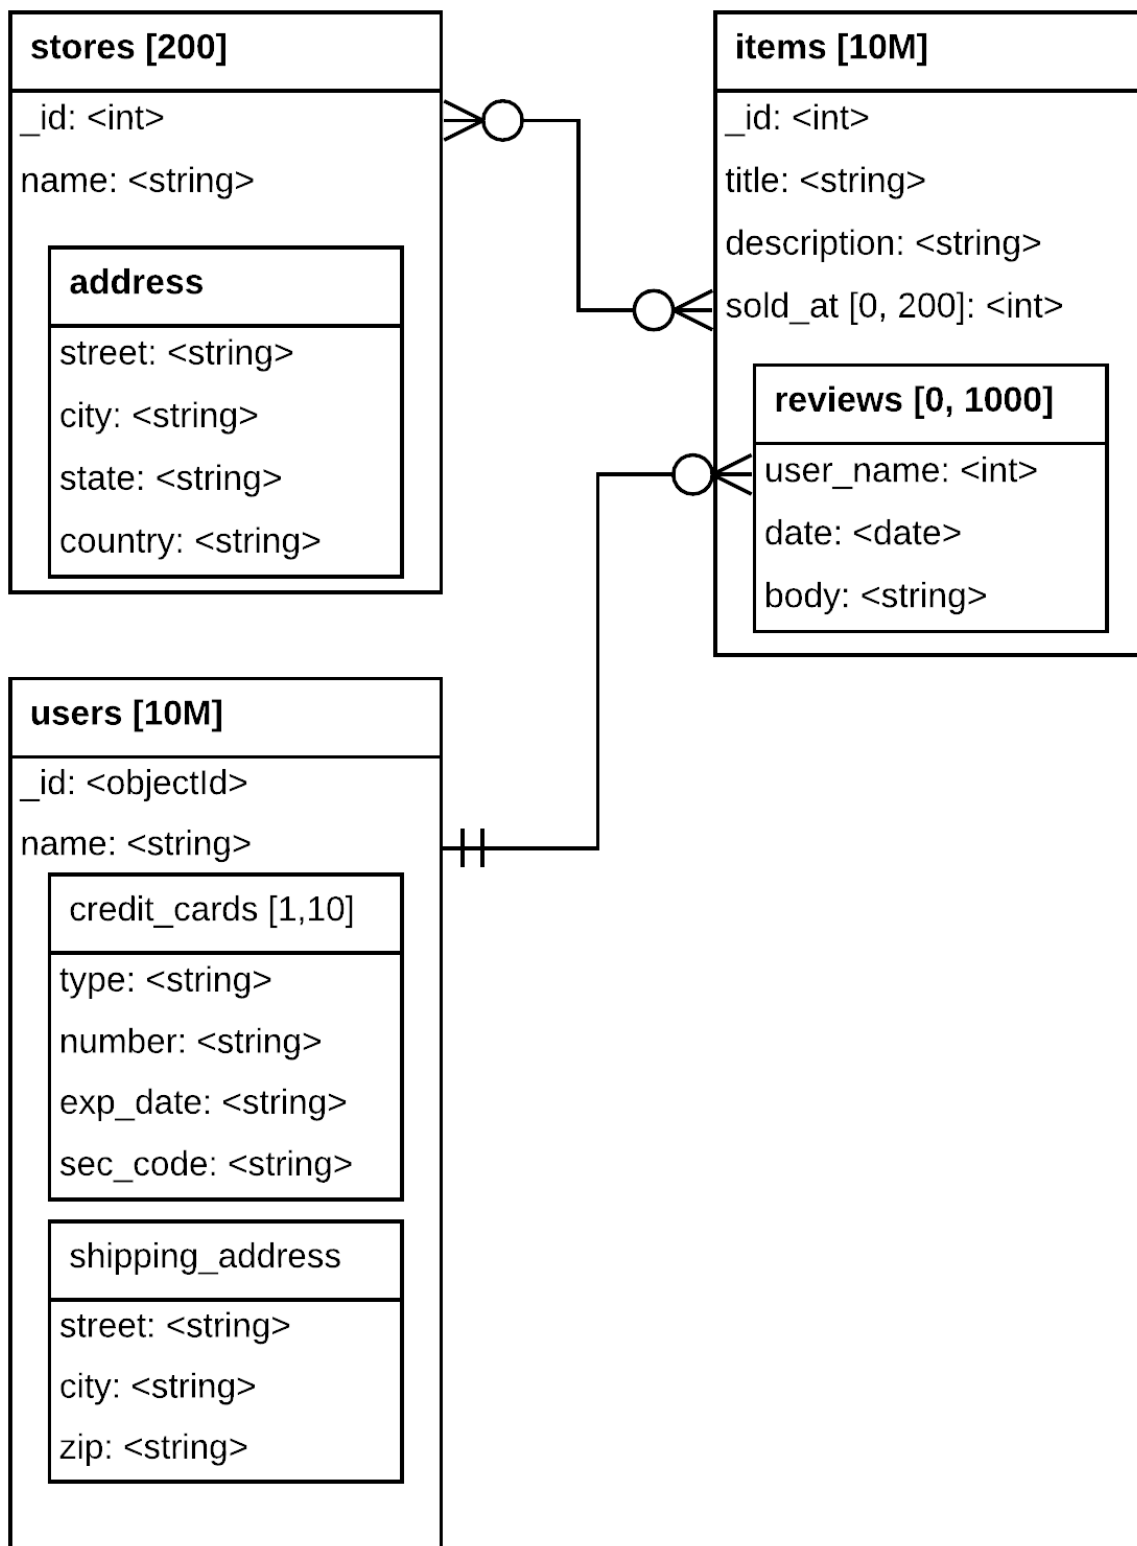 stores [200]
_id: <int>
name: <string>
address
street: <string>
city: <string>
state: <string>
country: <string>
items [10M]
_id: <int>
title: <string>
description: <string>
sold_at [0, 200]: <int>
reviews [0, 1000]
user_name: <int>
date: <date>
body: <string>
users [10M]
_id: <objectId>
name: <string>
credit_cards [1,10]
type: <string>
number: <string>
exp_date: <string>
sec_code: <string>
shipping_address
street: <string>
city: <string>
zip: <string>